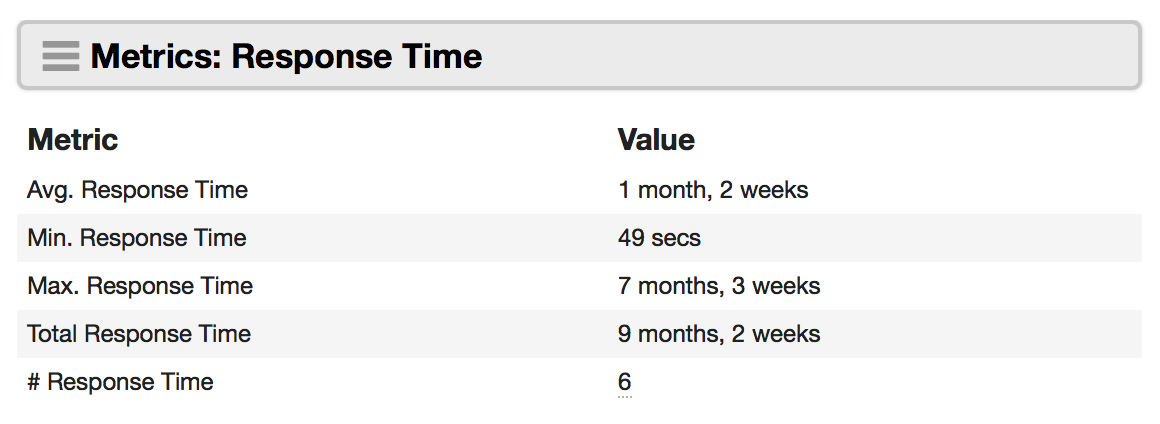 Metrics: Response Time
Metric Value
Avg. Response Time 1 month, 2 weeks
Min. Response Time 49 secs
Max. Response Time 7 months, 3 weeks
Total Response Time 9 months, 2 weeks
# Response Time 6